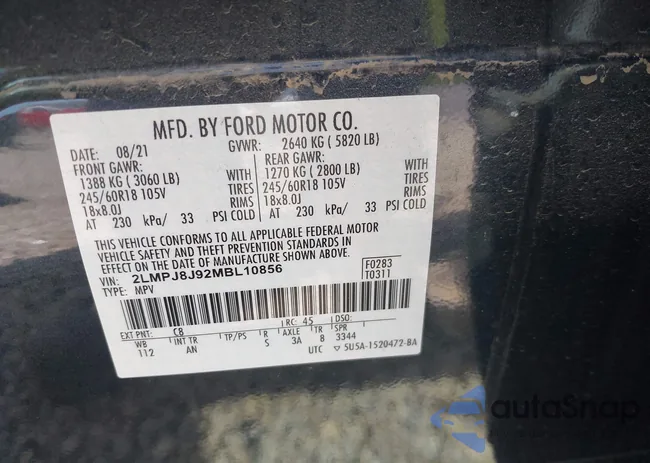 MFD. BY FORD MOTOR CO.
DATE: 08/21 GVWR: 2640 KG ( 5820 LB)
FRONT GAWR: REAR GAWR:
1388 KG ( 3060 LB) WITH 1270 KG ( 2800 LB) WITH
245/60R18 105V TIRES 245/60R18 105V TIRES
18x8.0J RIMS 18x8.0J RIMS
AT 230 kPa/ 33 PSI COLD AT 230 kPa/ 33 PSI COLD
THIS VEHICLE CONFORMS TO ALL APPLICABLE FEDERAL MOTOR
VEHICLE SAFETY AND THEFT PREVENTION STANDARDS IN
EFFECT ON THE DATE OF MANUFACTURE SHOWN ABOVE.
VIN: 2LMPJ8J92MBL10856 F0283
TYPE: MPV T0311
EXT PNT: C8 RC: 45 DSO:
WB INT TR TP/PS R AXLE TR SPR
112 AN S 3A 8 3344
UTC ▽ 5U5A-1520472-BA
autoSnap